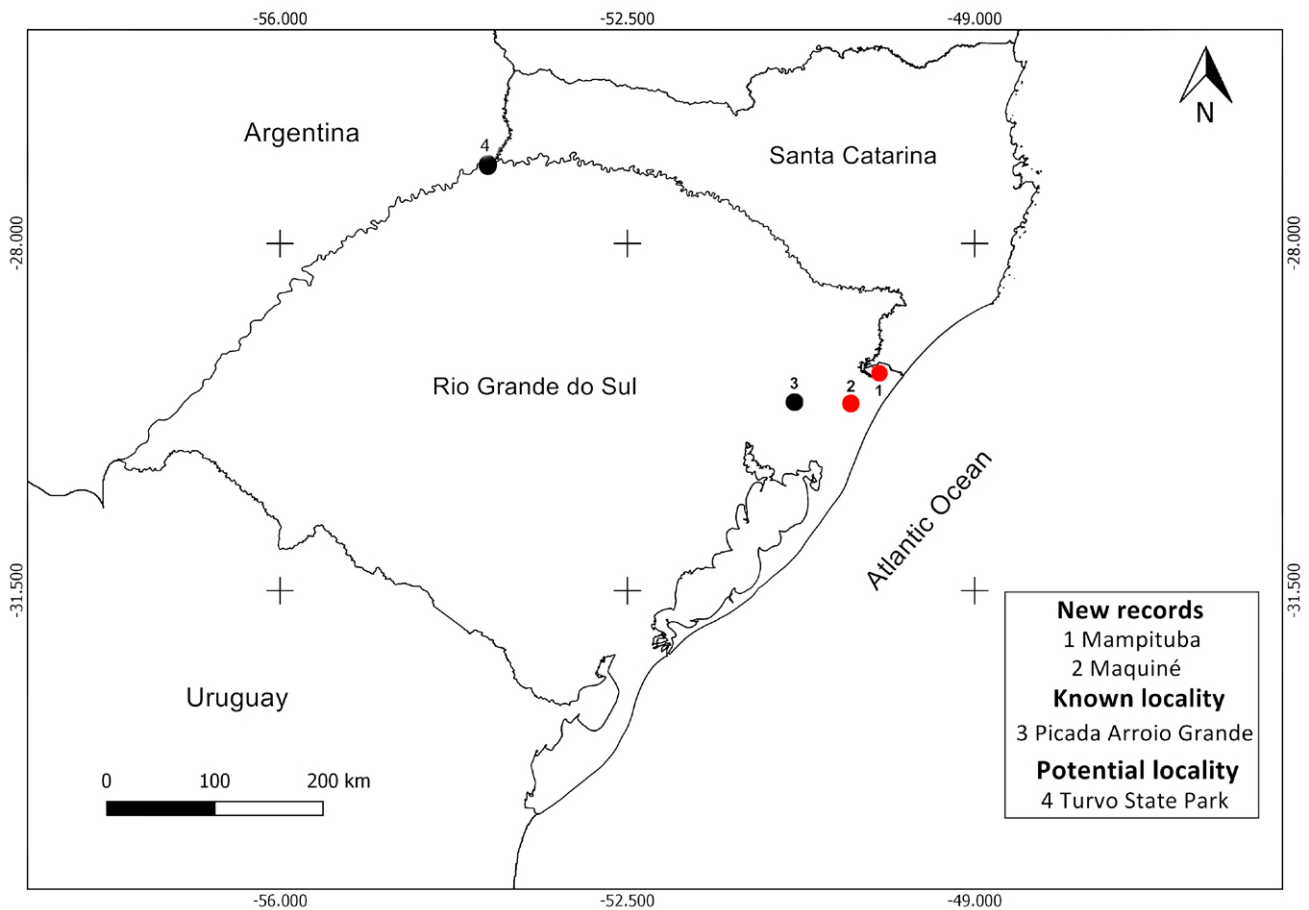 -56.000 -52.500 -49.000
N
Argentina
4
Santa Catarina
-28.000 -28.000
Rio Grande do Sul
3
2
1
Atlantic Ocean
-31.500 -31.500
New records
1 Mampituba
2 Maquiné
Known locality
3 Picada Arroio Grande
Potential locality
4 Turvo State Park
Uruguay
0 100 200 km
-56.000 -52.500 -49.000